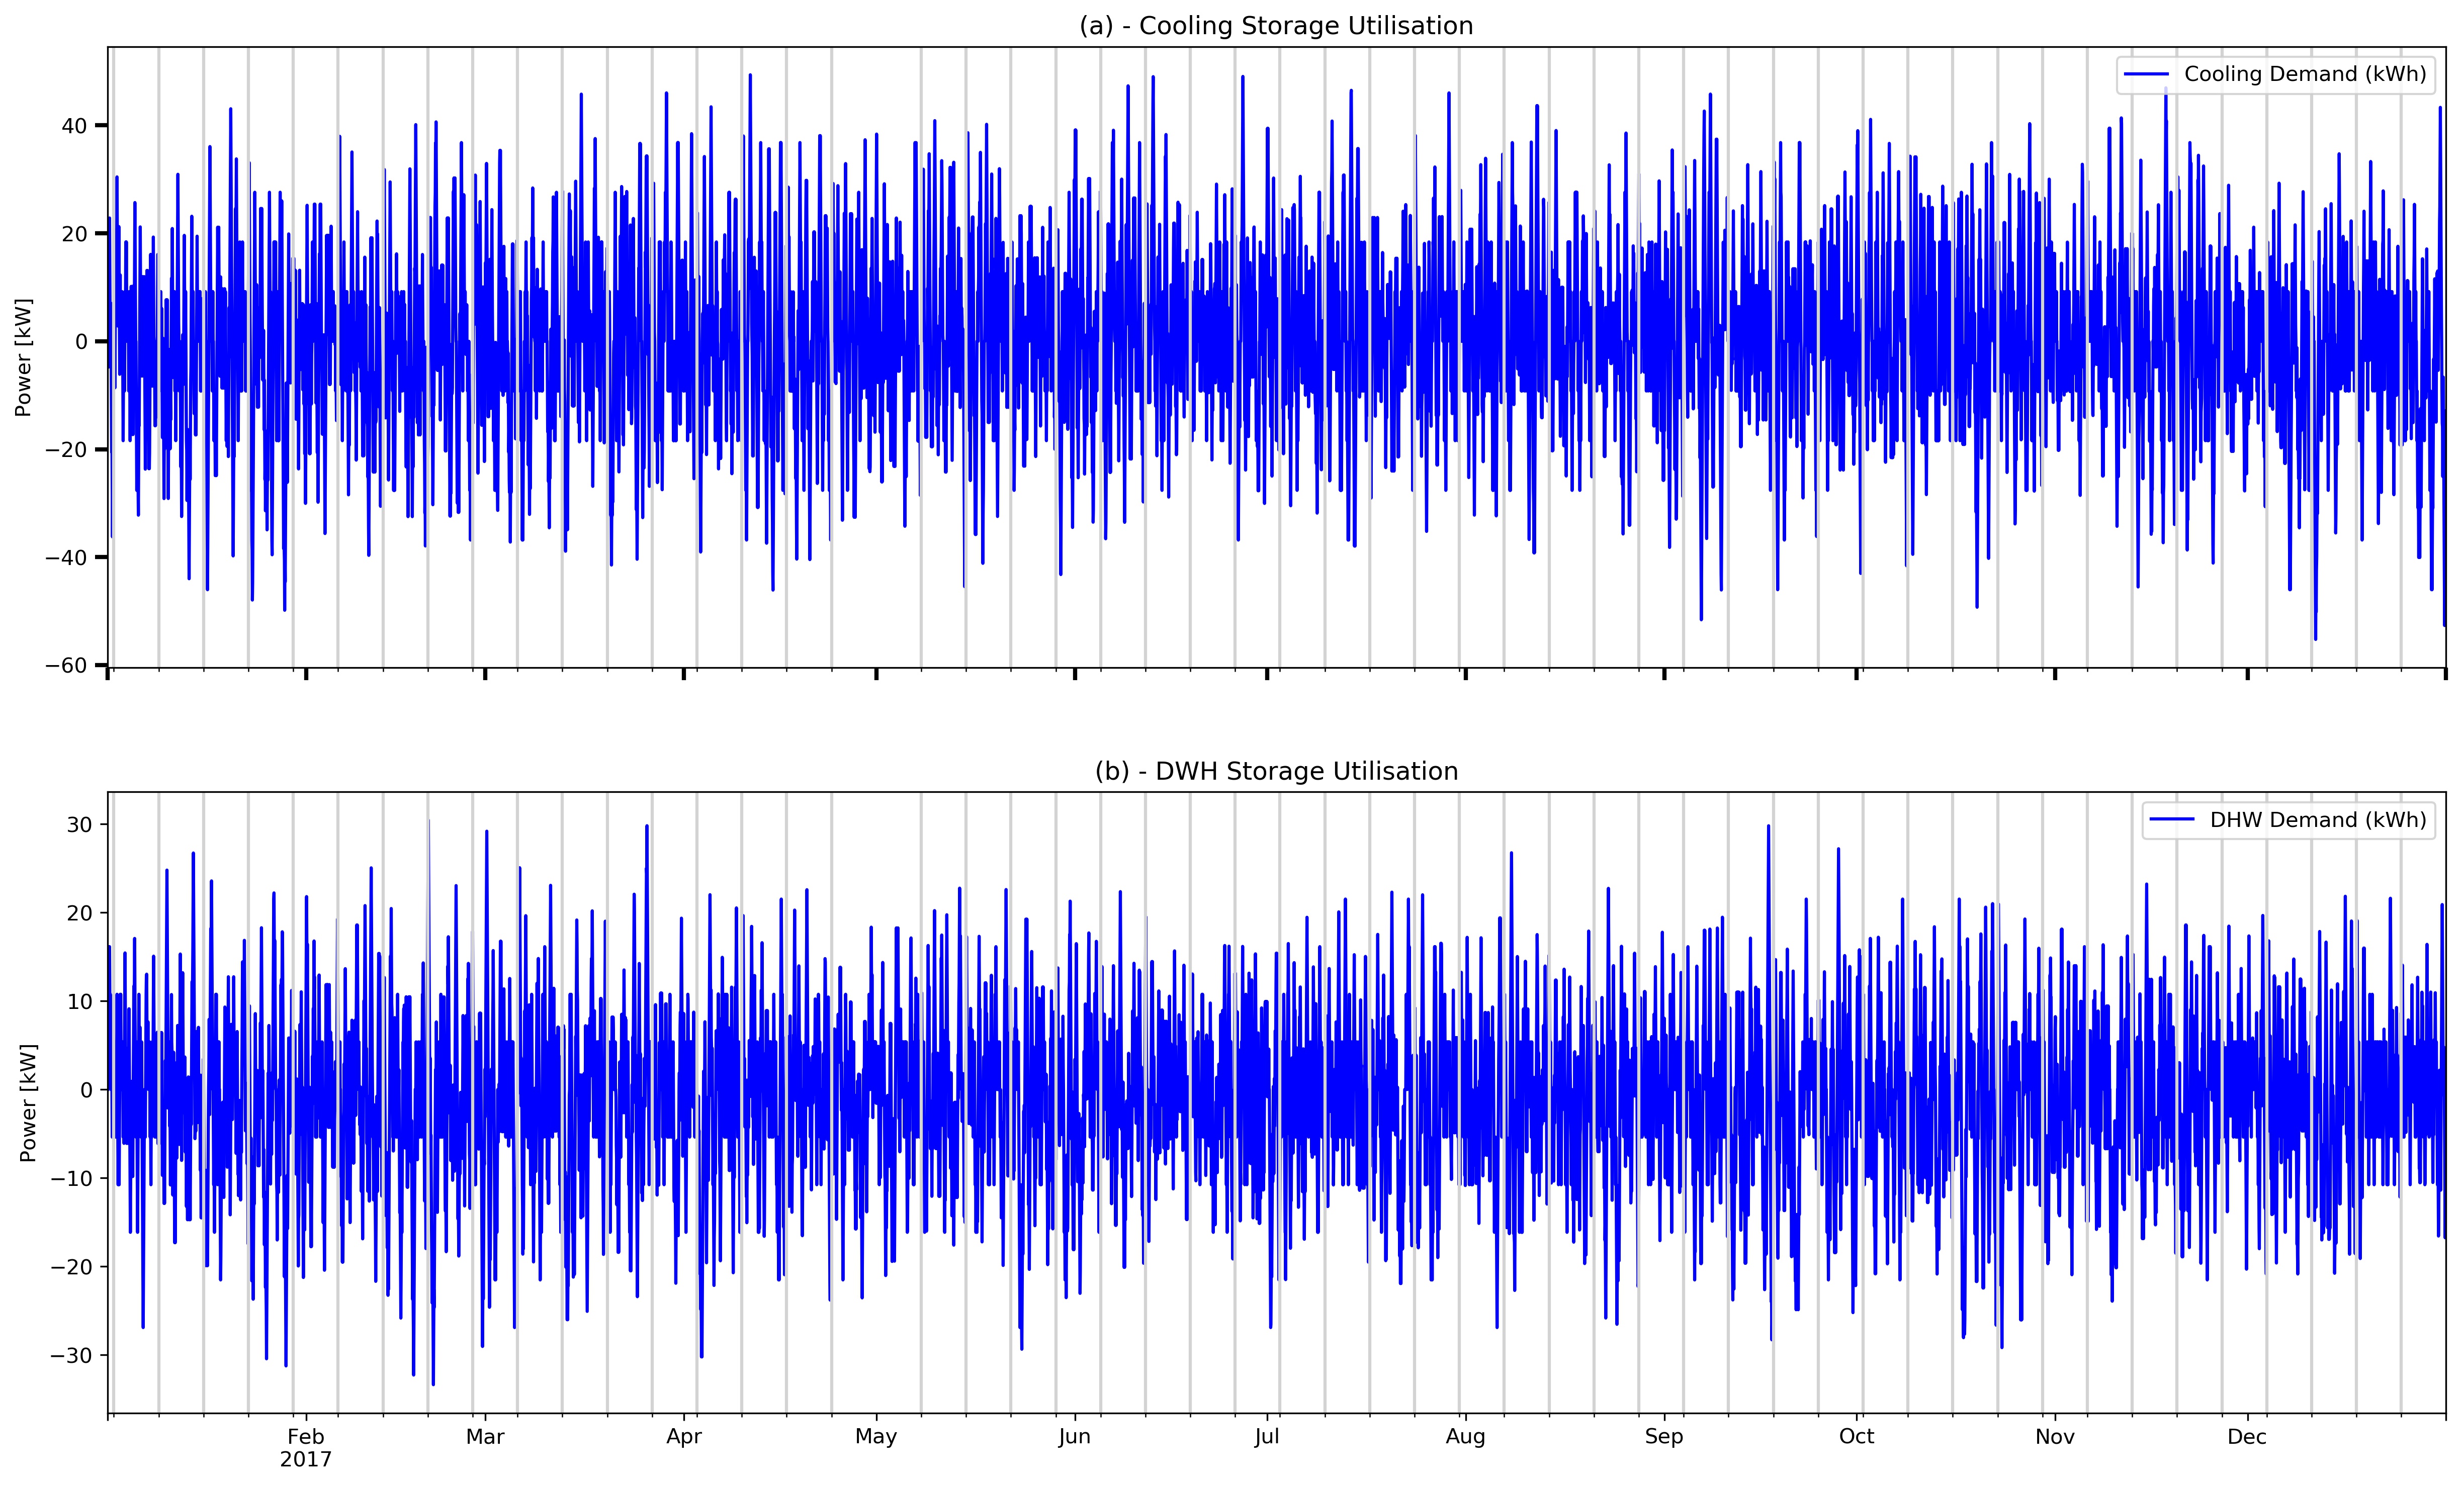 (a) - Cooling Storage Utilisation
Cooling Demand (kWh)
Power [kW]
40
20
0
−20
−40
−60
(b) - DWH Storage Utilisation
DHW Demand (kWh)
Power [kW]
30
20
10
0
−10
−20
−30
Feb Mar Apr May Jun Jul Aug Sep Oct Nov Dec
2017